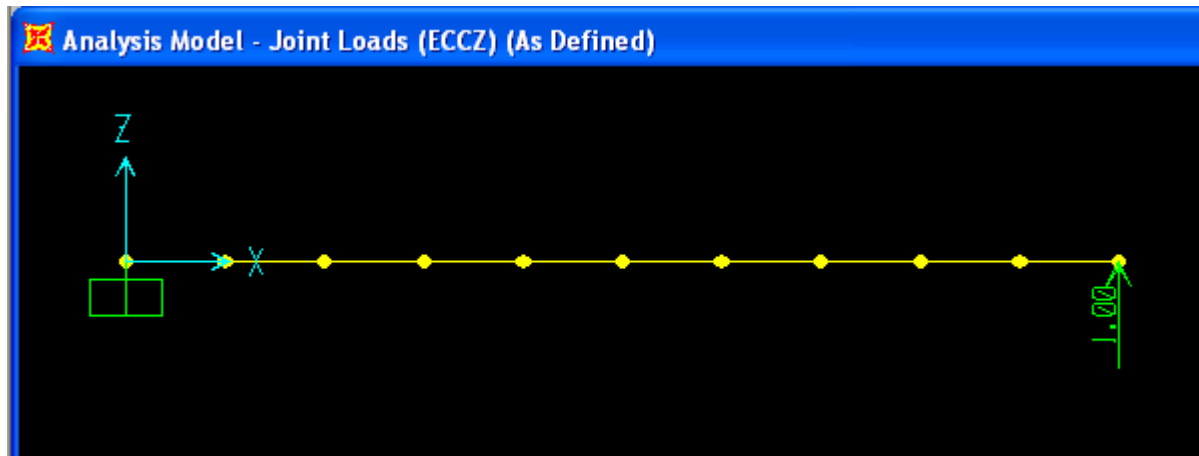 Analysis Model - Joint Loads (ECCZ) (As Defined)
Z
X
1.00